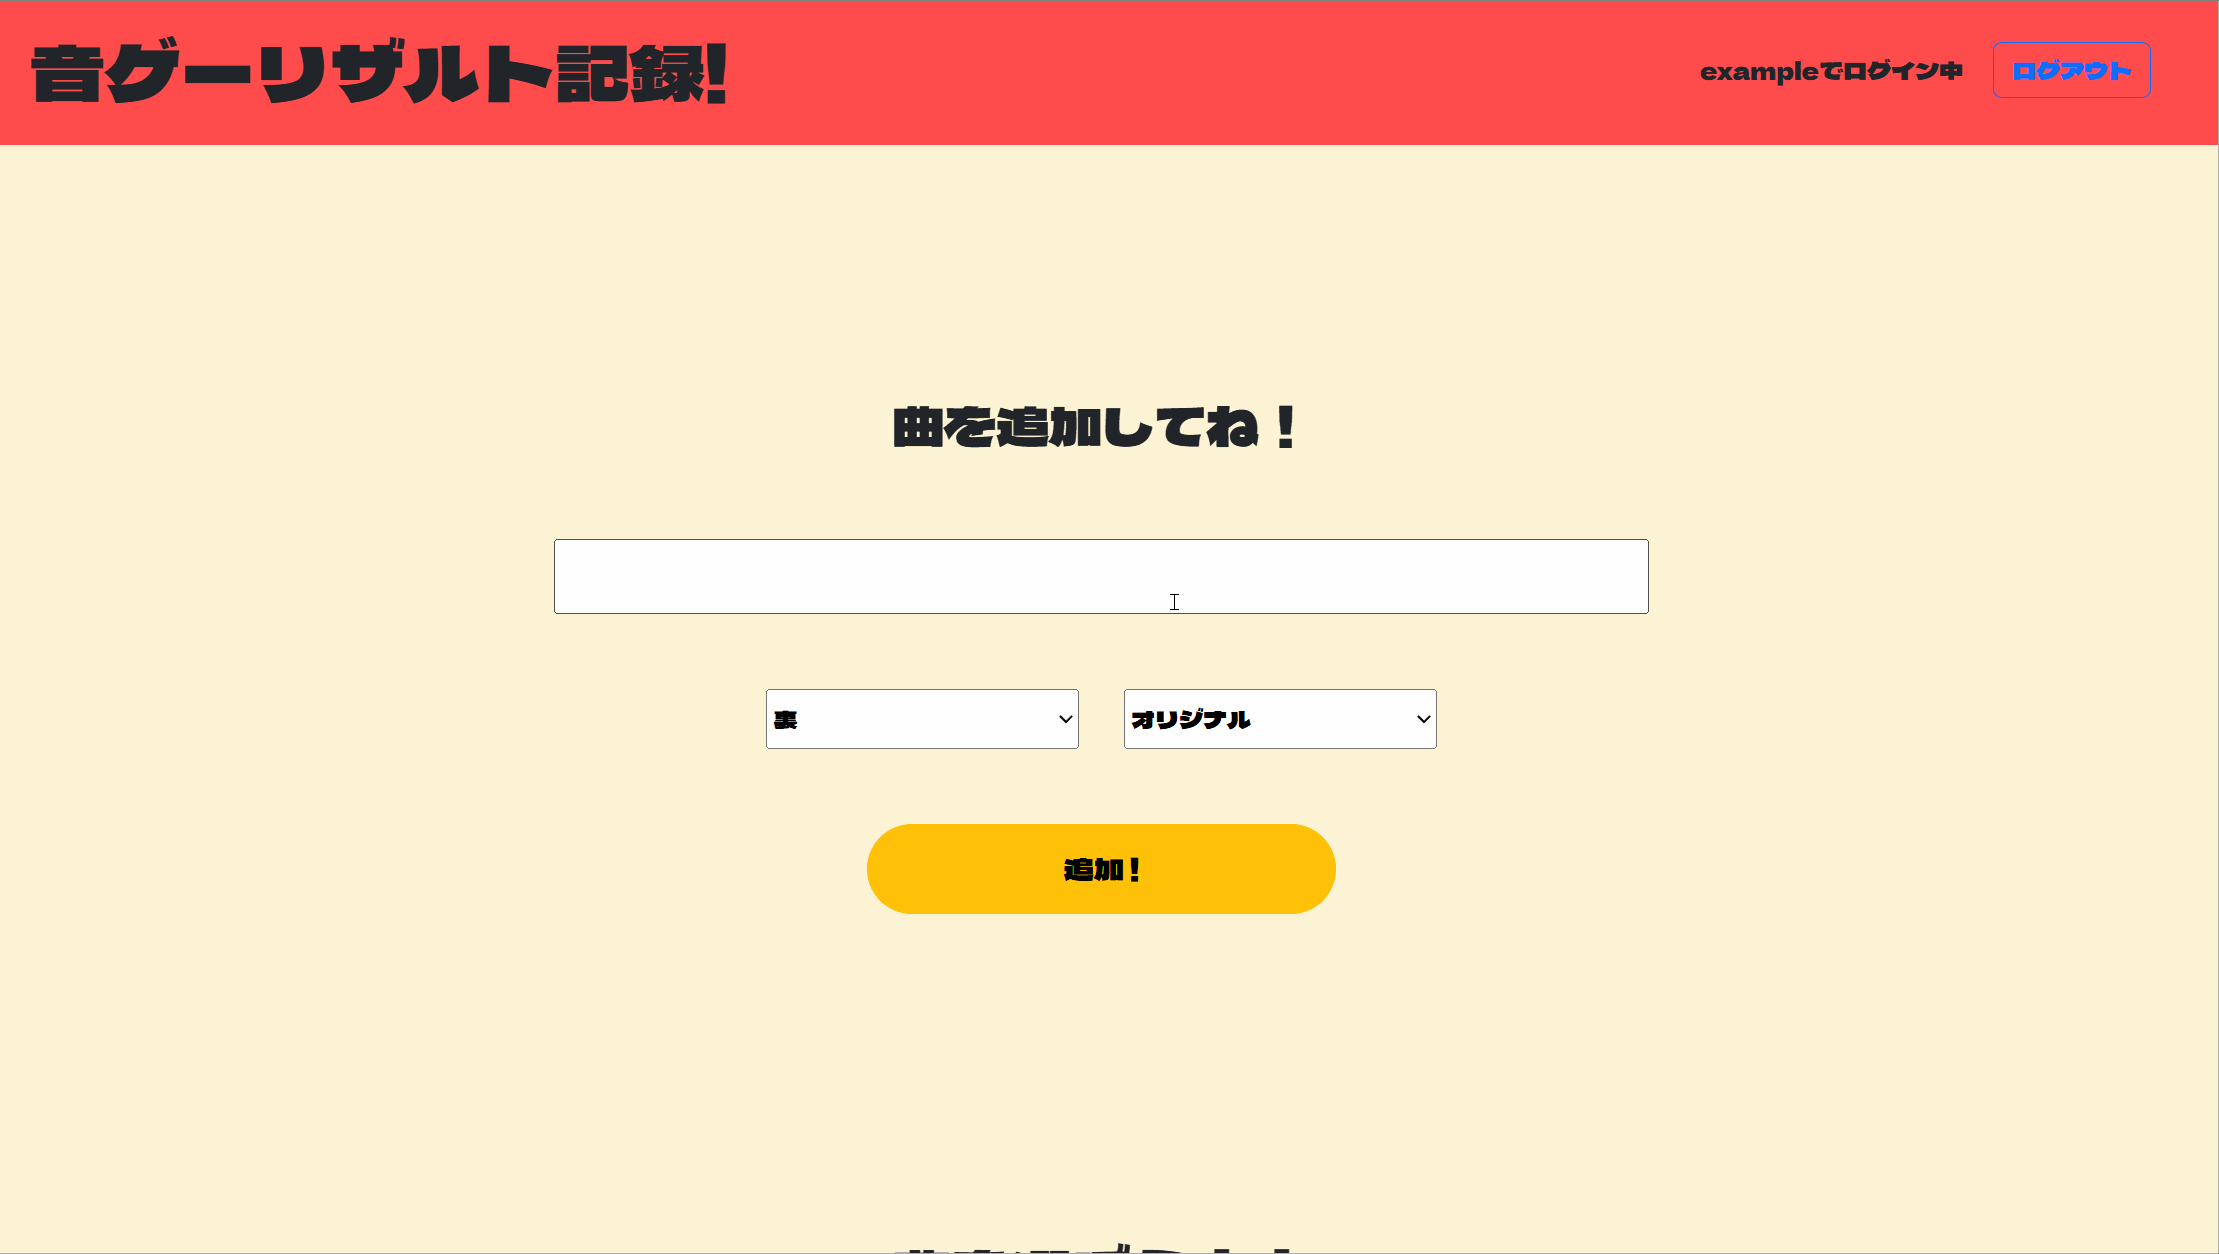 音ゲーリザルト記録!
exampleでログイン中
ログアウト
曲を追加してね！
裏
オリジナル
追加！